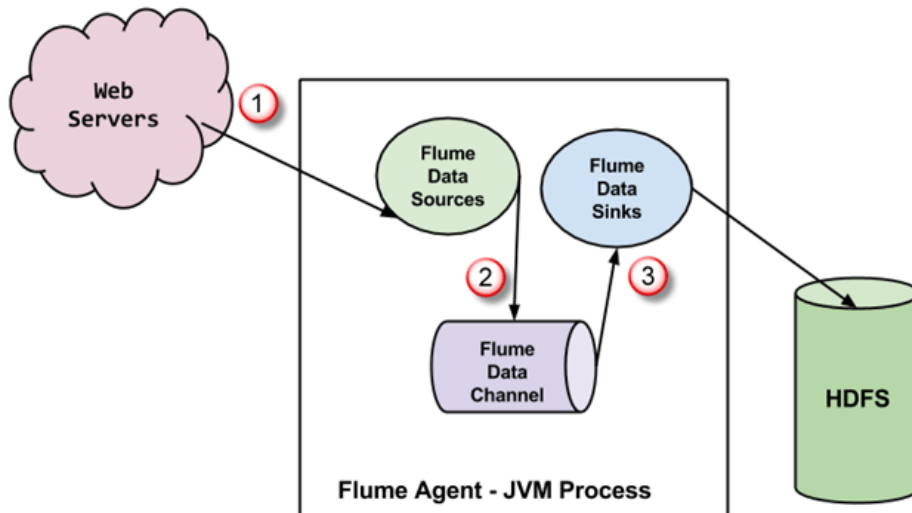 Web
Servers
1
Flume
Data
Sources
Flume
Data
Sinks
2
3
Flume
Data
Channel
HDFS
Flume Agent - JVM Process